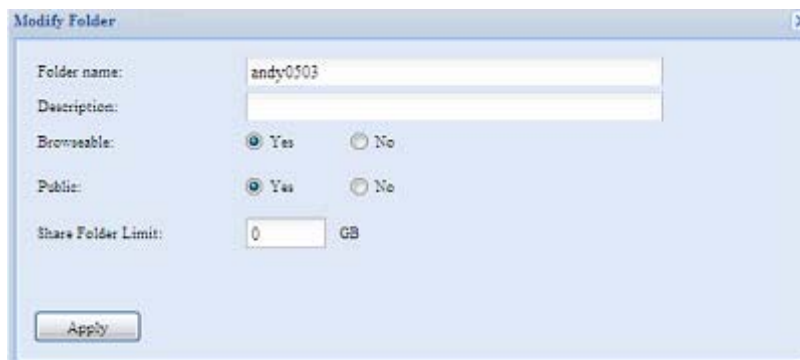 Modify Folder
Folder name: andy0503
Description:
Browseable: Yes No
Public: Yes No
Share Folder Limit: 0 GB
Apply